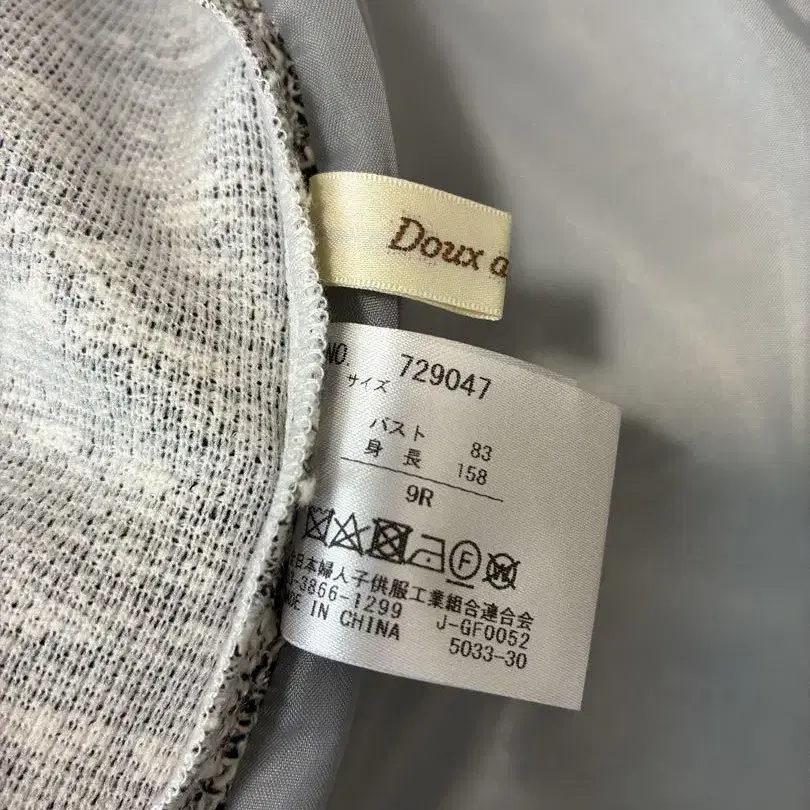 Doux a
NO. 729047
サイズ
バスト 83
身長 158
9R
F W
日本婦人子供服工業組合連合会
-3866-1299 J-GF0052
DE IN CHINA 5033-30